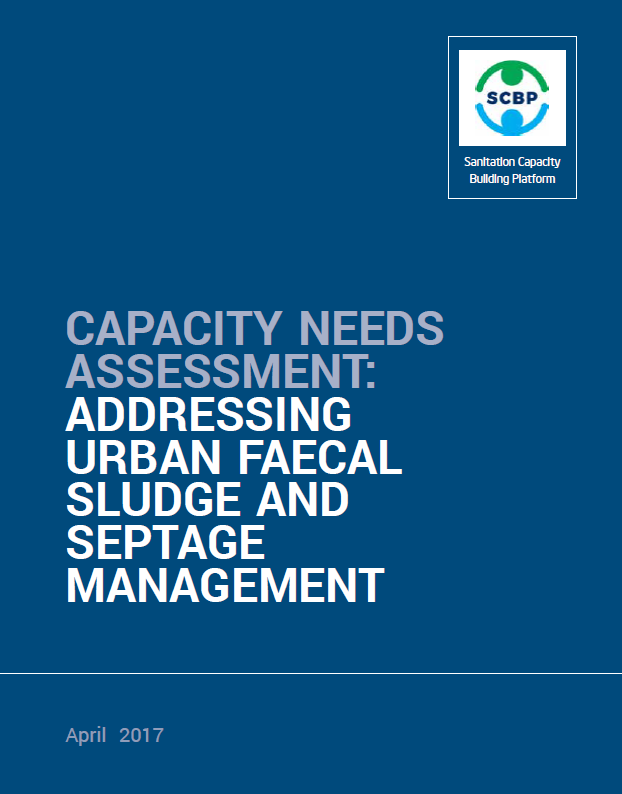 SCBP
Sanitation Capacity
Building Platform
CAPACITY NEEDS
ASSESSMENT:
ADDRESSING
URBAN FAECAL
SLUDGE AND
SEPTAGE
MANAGEMENT
April 2017